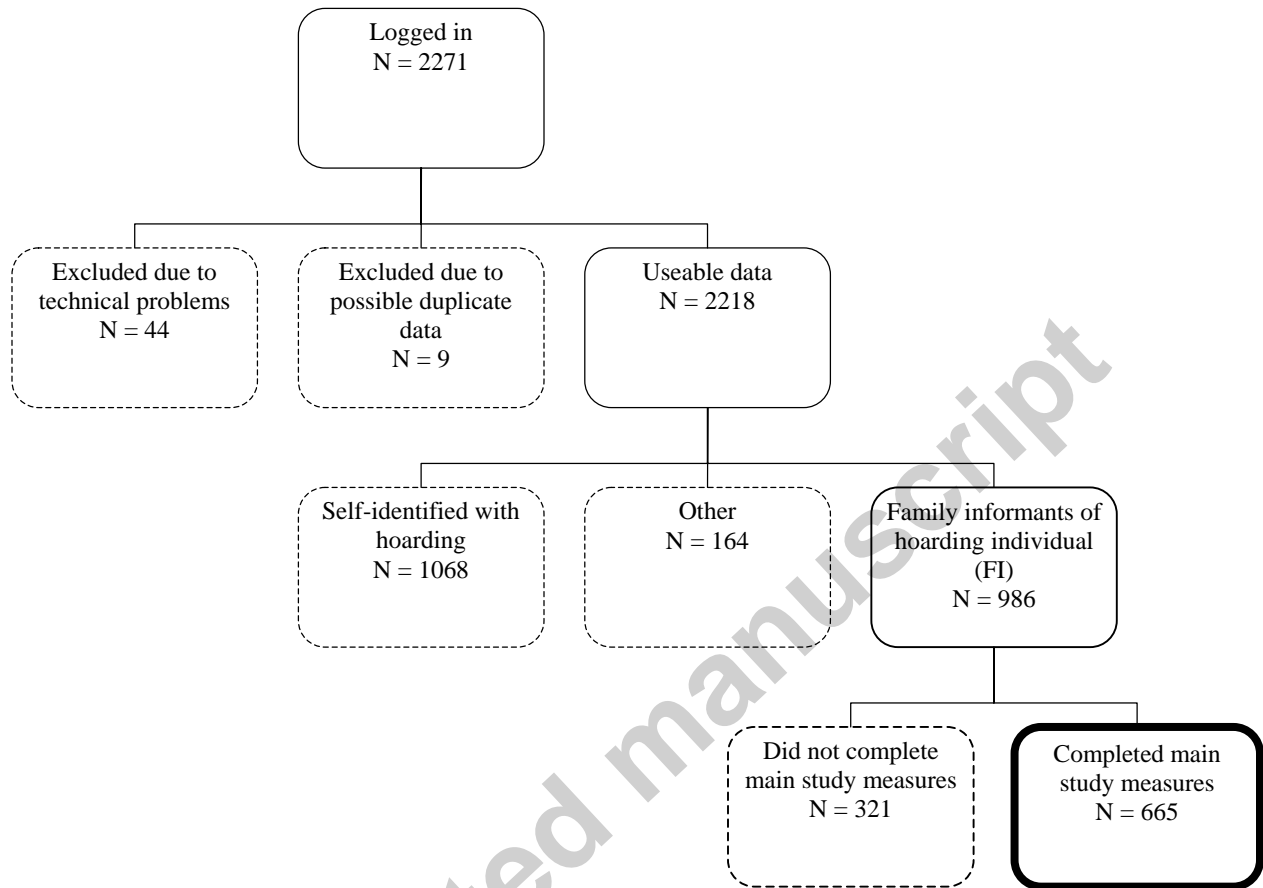 Logged in
N = 2271
Excluded due to
technical problems
N = 44
Excluded due to
possible duplicate
data
N = 9
Useable data
N = 2218
Self-identified with
hoarding
N = 1068
Other
N = 164
Family informants of
hoarding individual
(FI)
N = 986
Did not complete
main study measures
N = 321
Completed main
study measures
N = 665
ted manuscript